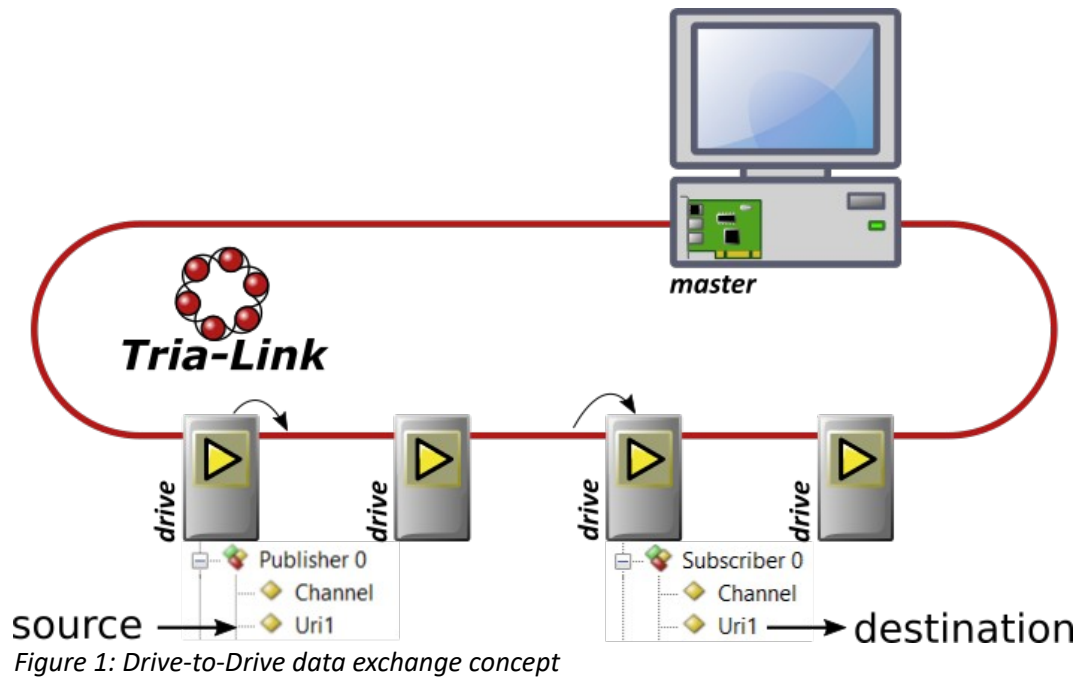 master
Tria-Link
drive
drive
drive
drive
Publisher 0
Channel
Uri1
Subscriber 0
Channel
Uri1
source
destination
Figure 1: Drive-to-Drive data exchange concept